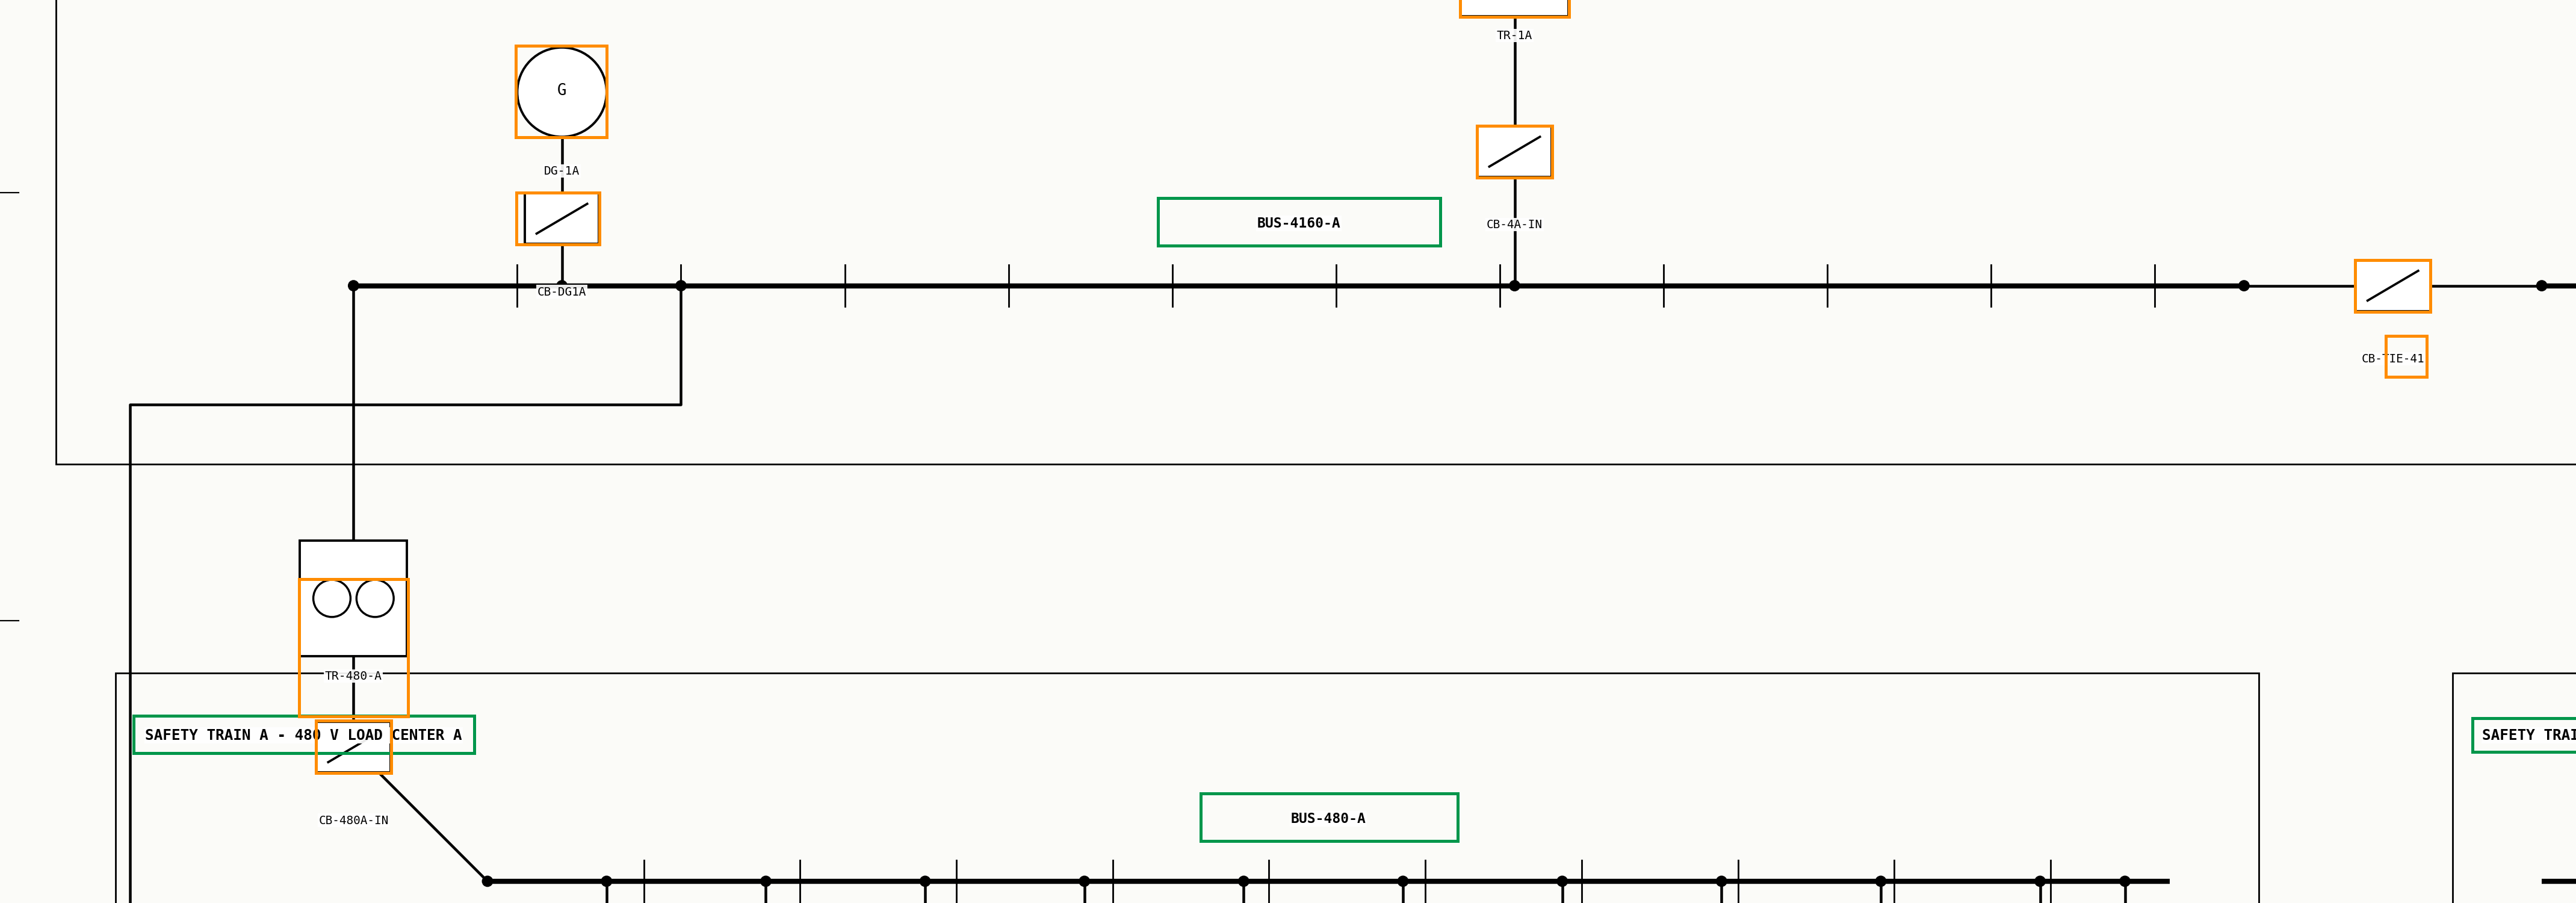 TR-1A
G
DG-1A
BUS-4160-A
CB-4A-IN
CB-DG1A
CB-TIE-41
TR-480-A
SAFETY TRAIN A - 480 V LOAD CENTER A
SAFETY TRAI
BUS-480-A
CB-480A-IN